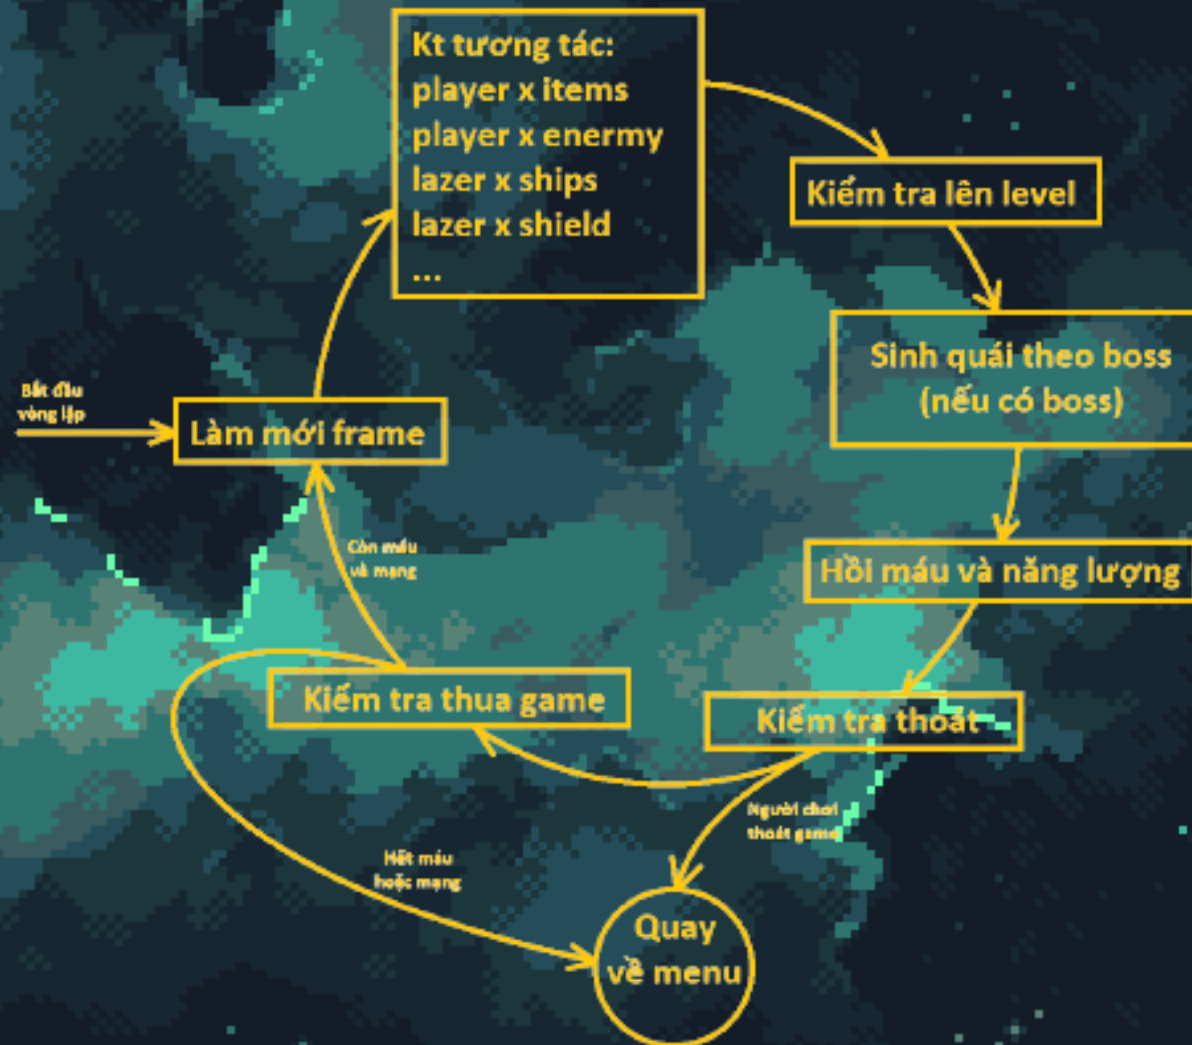 Kt tương tác:
player x items
player x enermy
lazer x ships
lazer x shield
...
Kiểm tra lên level
Sinh quái theo boss
(nếu có boss)
Bắt đầu
vòng lặp
Làm mới frame
Còn máu
và mạng
Hồi máu và năng lượng
Kiểm tra thua game
Kiểm tra thoát
Người chơi
thoát game
Hết máu
hoặc mạng
Quay
về menu